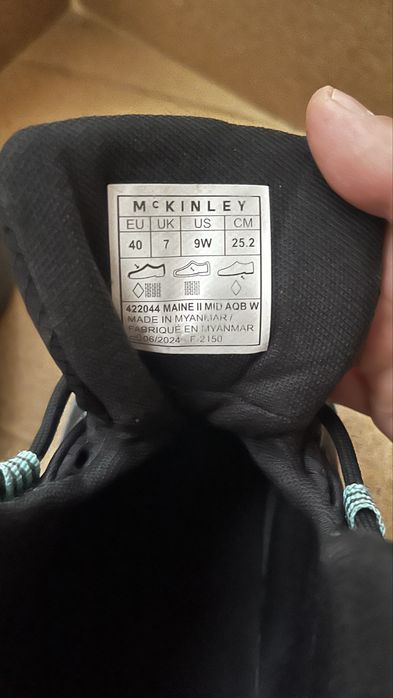 McKINLEY
EU UK US CM
40 7 9W 25.2
422044 MAINE II MID AQB W
MADE IN MYANMAR /
FABRIQUÉ EN MYANMAR
06/2024 - F-2150